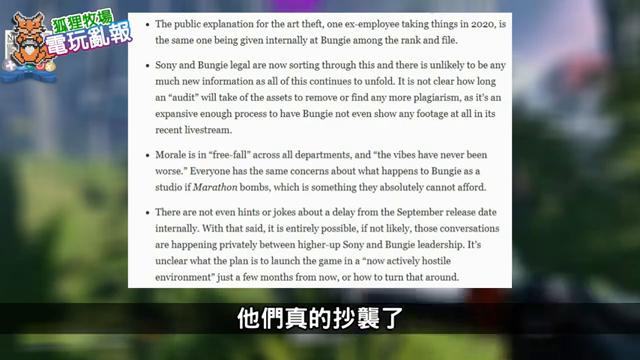 狐狸牧場
電玩亂報
• The public explanation for the art theft, one ex-employee taking things in 2020, is
the same one being given internally at Bungie among the rank and file.
• Sony and Bungie legal are now sorting through this and there is unlikely to be any
much new information as all of this continues to unfold. It is not clear how long
an “audit” will take of the assets to remove or find any more plagiarism, as it’s an
expansive enough process to have Bungie not even show any footage at all in its
recent livestream.
• Morale is in “free-fall” across all departments, and “the vibes have never been
worse.” Everyone has the same concerns about what happens to Bungie as a
studio if Marathon bombs, which is something they absolutely cannot afford.
• There are not even hints or jokes about a delay from the September release date
internally. With that said, it is entirely possible, if not likely, those conversations
are happening privately between higher-up Sony and Bungie leadership. It’s
unclear what the plan is to launch the game in a “now actively hostile
environment” just a few months from now, or how to turn that around.
他們真的抄襲了